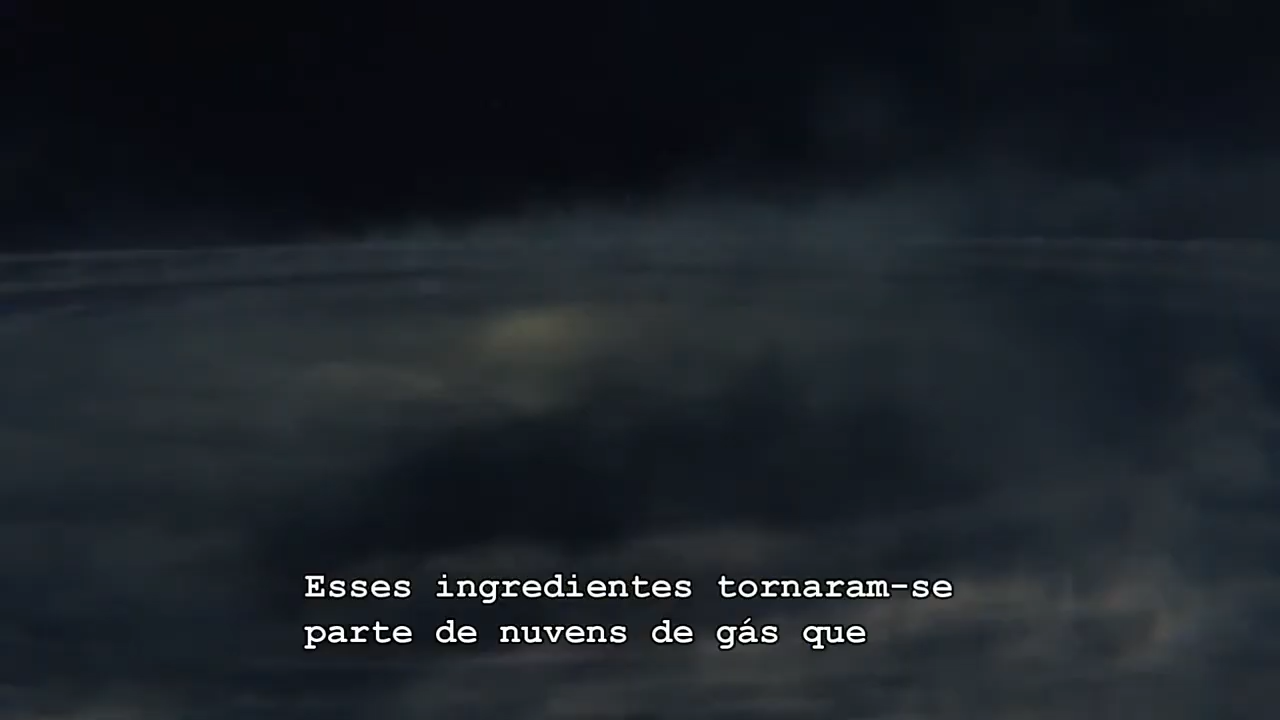 Esses ingredientes tornaram-se
parte de nuvens de gás que